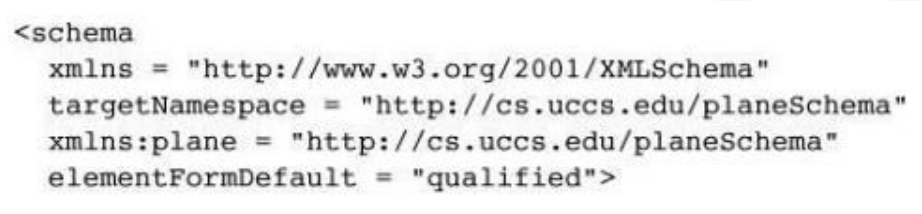 <schema
xmlns = "http://www.w3.org/2001/XMLSchema"
targetNamespace = "http://cs.uccs.edu/planeSchema"
xmlns:plane = "http://cs.uccs.edu/planeSchema"
elementFormDefault = "qualified">